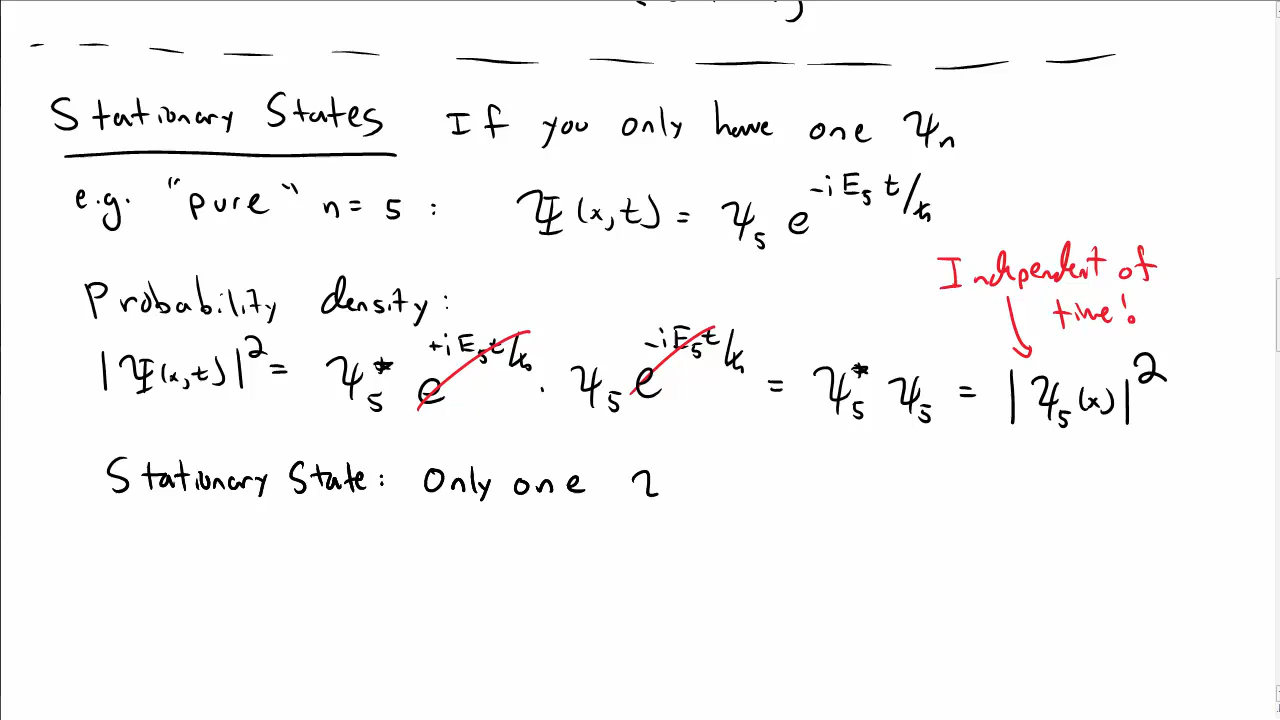 Stationary States If you only have one ψₙ
e.g. "pure" n = 5 : Ψ(x,t) = ψ₅ e^(-iE₅t/ħ)
Independent of
time!
Probability density:
|Ψ(x,t)|² = ψ₅* e^(+iE₅t/ħ) · ψ₅ e^(-iE₅t/ħ) = ψ₅* ψ₅ = |ψ₅(x)|²
Stationary State: Only one